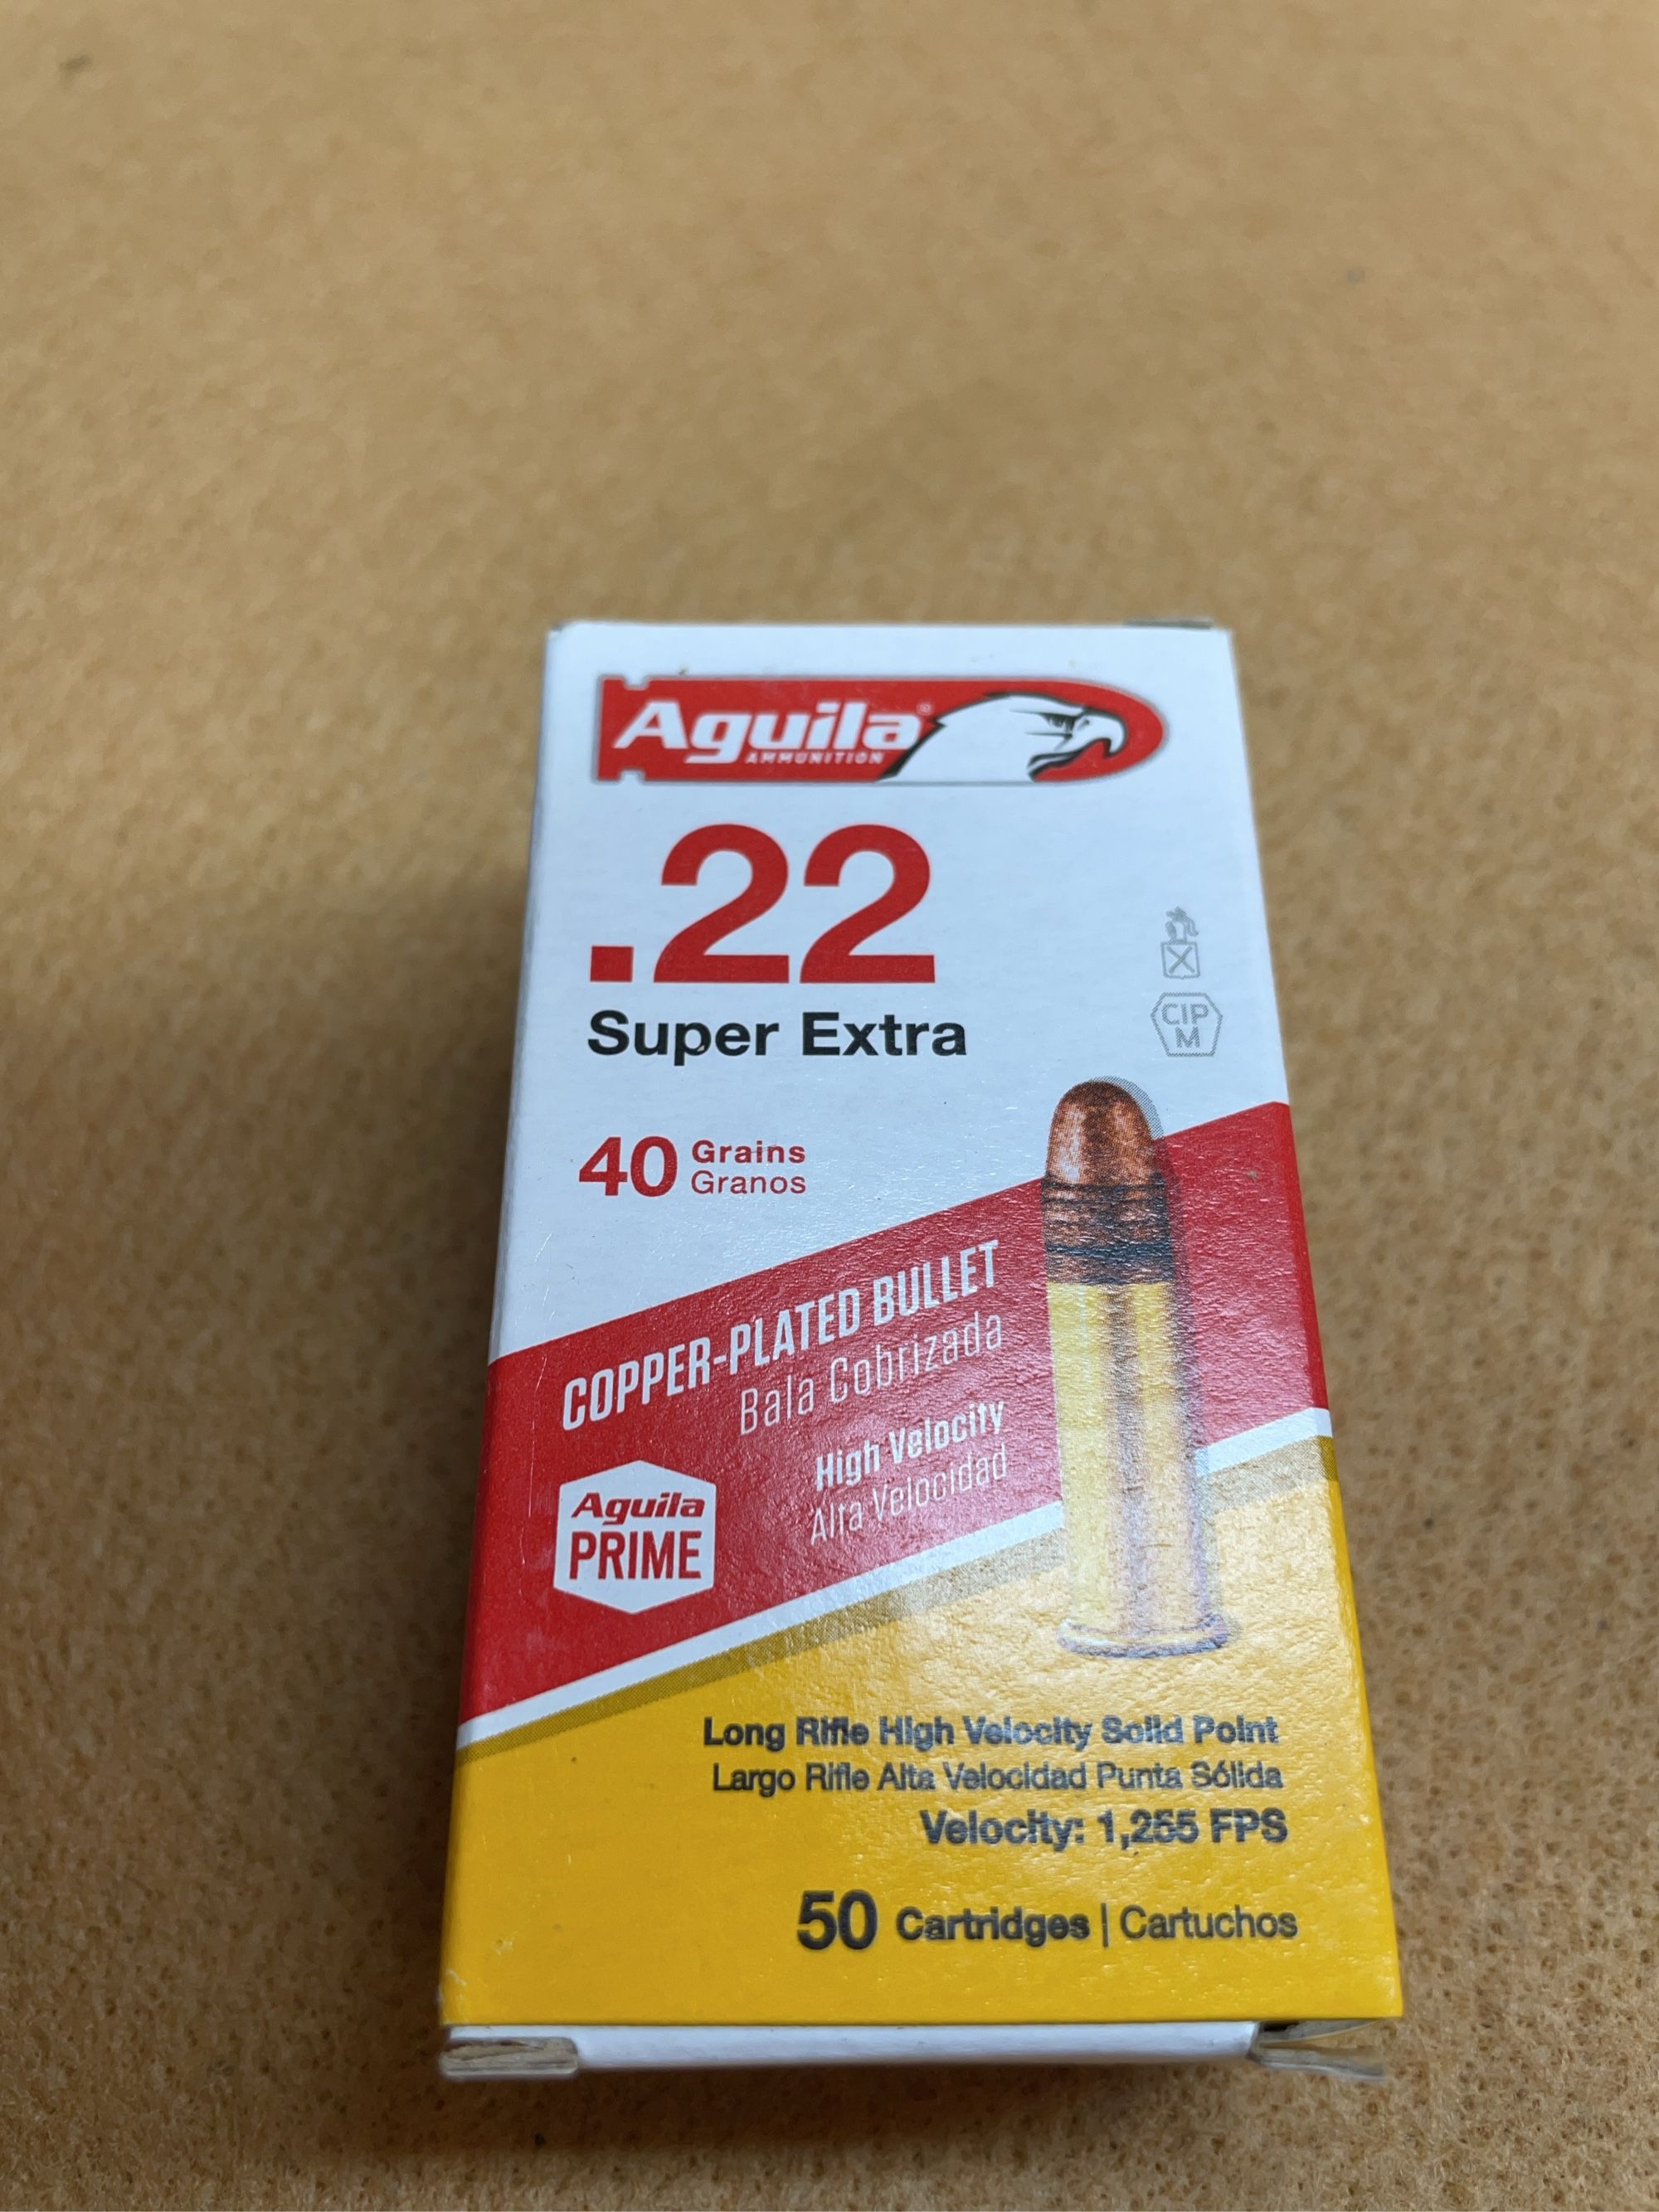 Aguila®
AMMUNITION
.22
Super Extra
CIP
M
40 Grains
Granos
COPPER-PLATED BULLET
Bala Cobrizada
High Velocity
Alta Velocidad
Aguila
PRIME
Long Rifle High Velocity Solid Point
Largo Rifle Alta Velocidad Punta Sólida
Velocity: 1,255 FPS
50 Cartridges | Cartuchos